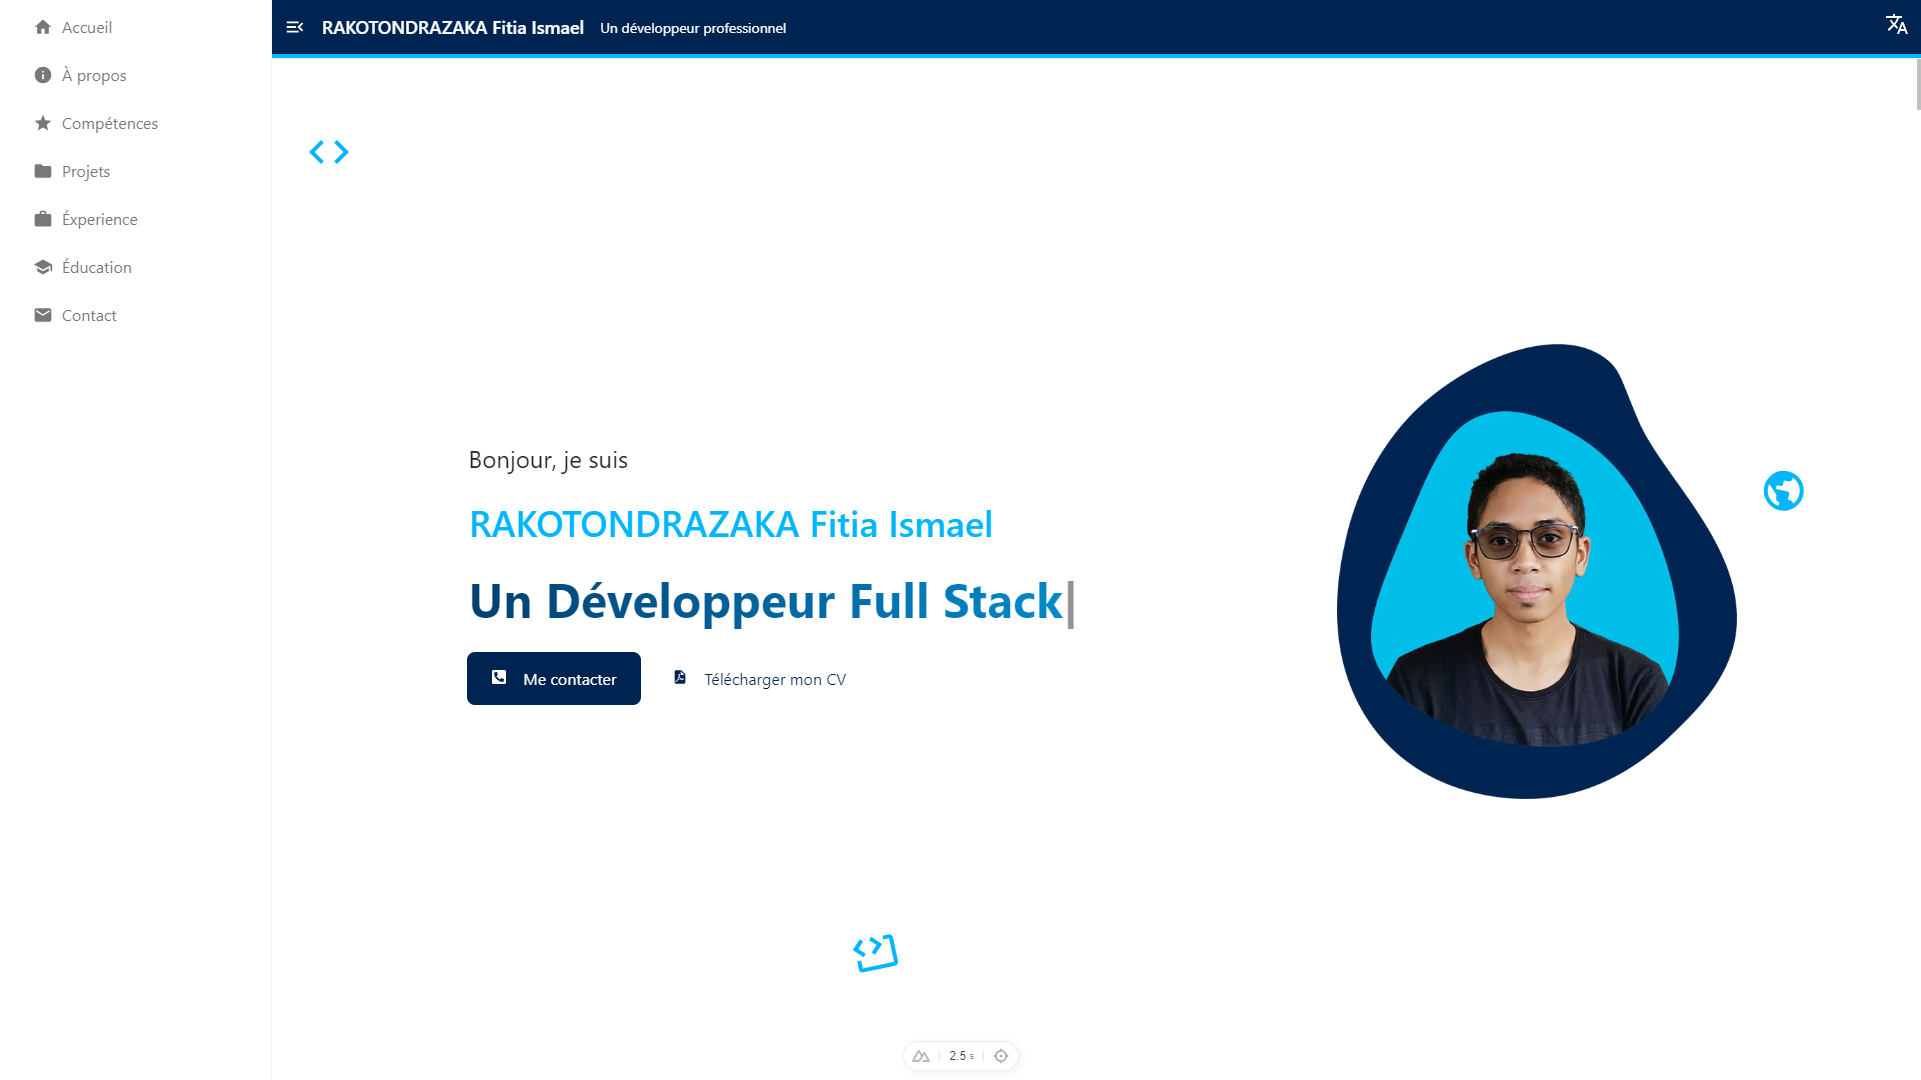 Accueil
À propos
Compétences
Projets
Éxperience
Éducation
Contact
RAKOTONDRAZAKA Fitia Ismael Un développeur professionnel
Bonjour, je suis
RAKOTONDRAZAKA Fitia Ismael
Un Développeur Full Stack|
Me contacter
Télécharger mon CV
2.5 s